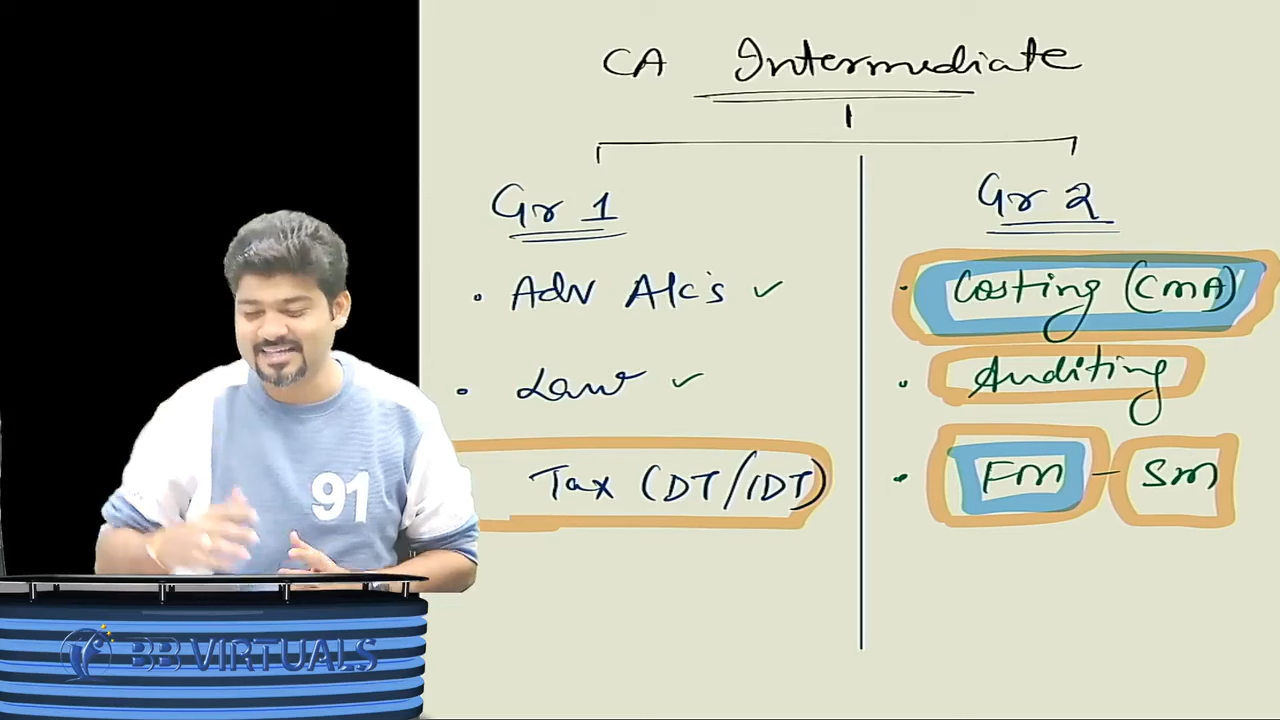 CA Intermediate
Gr 1
• Adv A/c's ✓
• Law ✓
Tax (DT/IDT)
Gr 2
• Costing (CMA)
• Auditing
• FM - SM
91
BB VIRTUALS